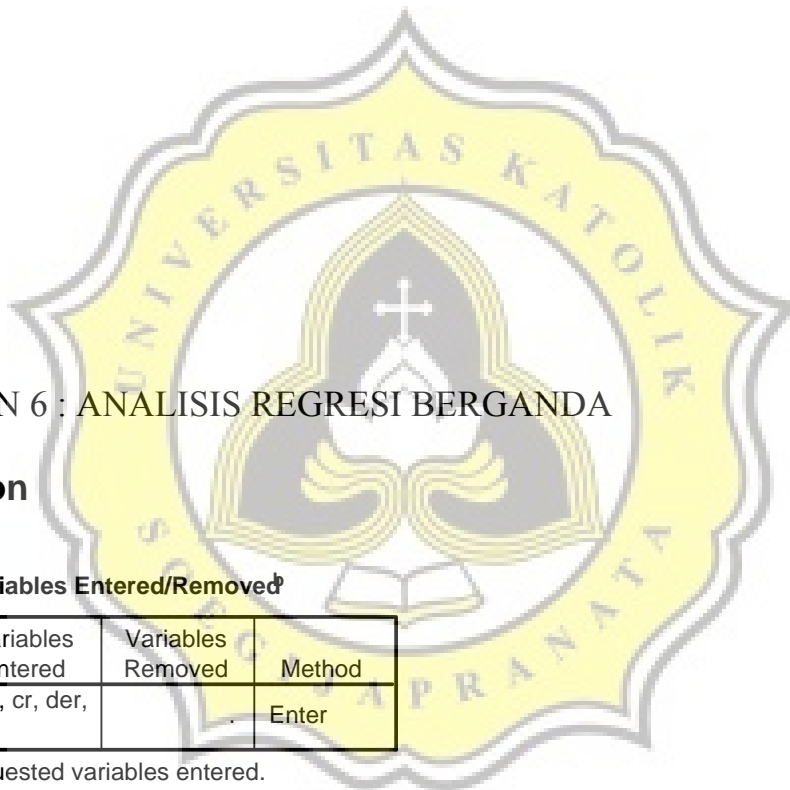 UNIVERSITAS KATOLIK
N 6 : ANALISIS REGRESI BERGANDA
on
iables Entered/Removed b
riables Variables
ntered Removed Method
, cr, der, . Enter
uested variables entered.
SOEGIJAPRANATA